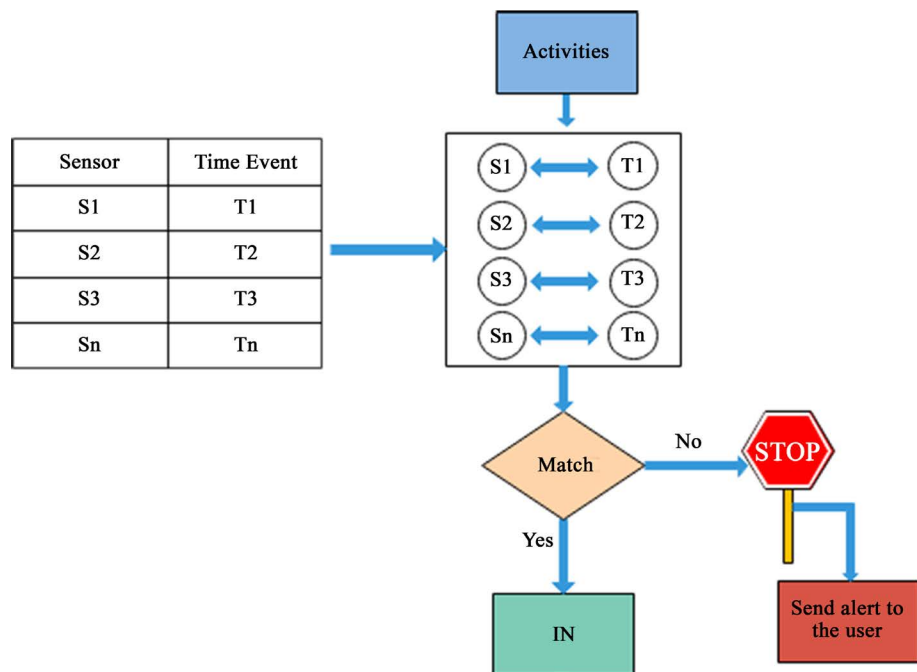 Activities
Sensor Time Event
S1 T1
S2 T2
S3 T3
Sn Tn
S1 T1
S2 T2
S3 T3
Sn Tn
Match
No
STOP
Yes
IN
Send alert to
the user